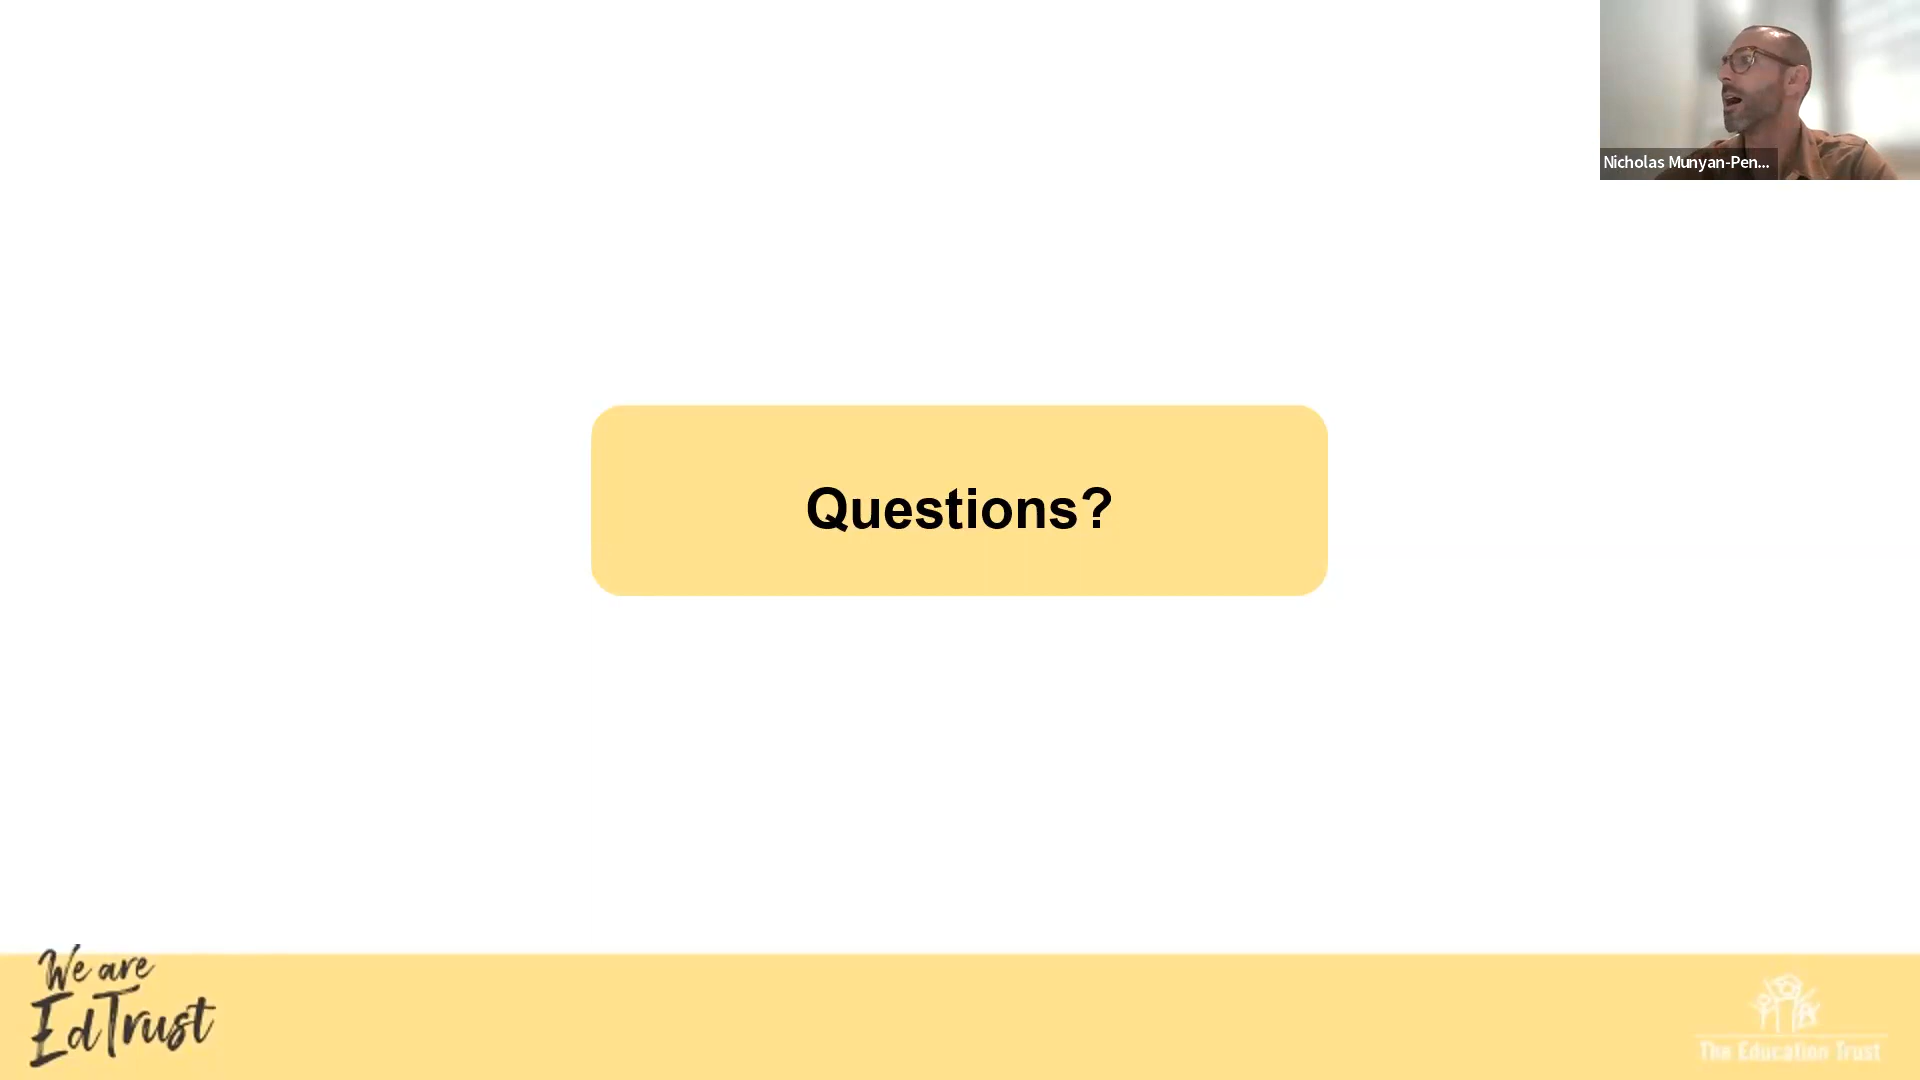 Nicholas Munyan-Pen...
Questions?
We are
EdTrust
The Education Trust